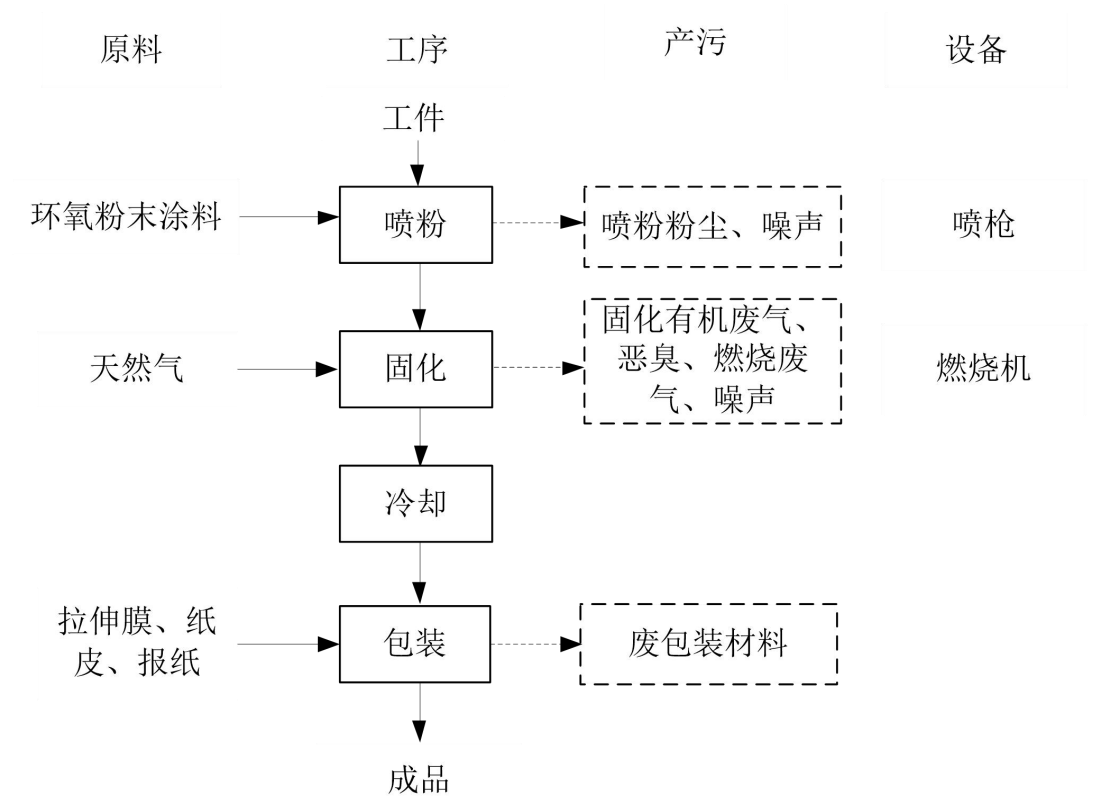 原料 工序 产污 设备
工件
环氧粉末涂料 喷粉 喷粉粉尘、噪声 喷枪
天然气 固化 固化有机废气、
恶臭、燃烧废
气、噪声 燃烧机
冷却
拉伸膜、纸
皮、报纸 包装 废包装材料
成品